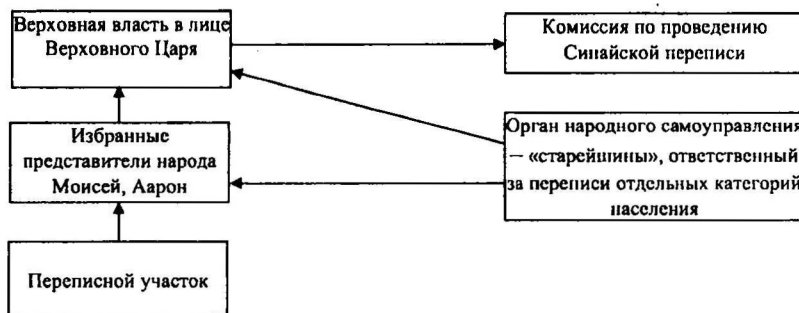 Верховная власть в лице
Верховного Царя
Комиссия по проведению
Синайской переписи
Избранные
представители народа
Моисей, Аарон
Орган народного самоуправления
– «старейшины», ответственный
за переписи отдельных категорий
населения
Переписной участок